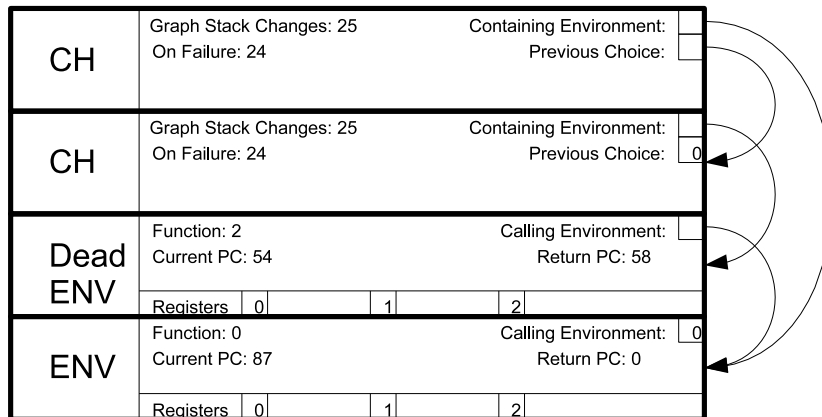 CH
Graph Stack Changes: 25 Containing Environment:
On Failure: 24 Previous Choice:
CH
Graph Stack Changes: 25 Containing Environment:
On Failure: 24 Previous Choice: 0
Dead
ENV
Function: 2 Calling Environment:
Current PC: 54 Return PC: 58
Registers 0 1 2
ENV
Function: 0 Calling Environment: 0
Current PC: 87 Return PC: 0
Registers 0 1 2